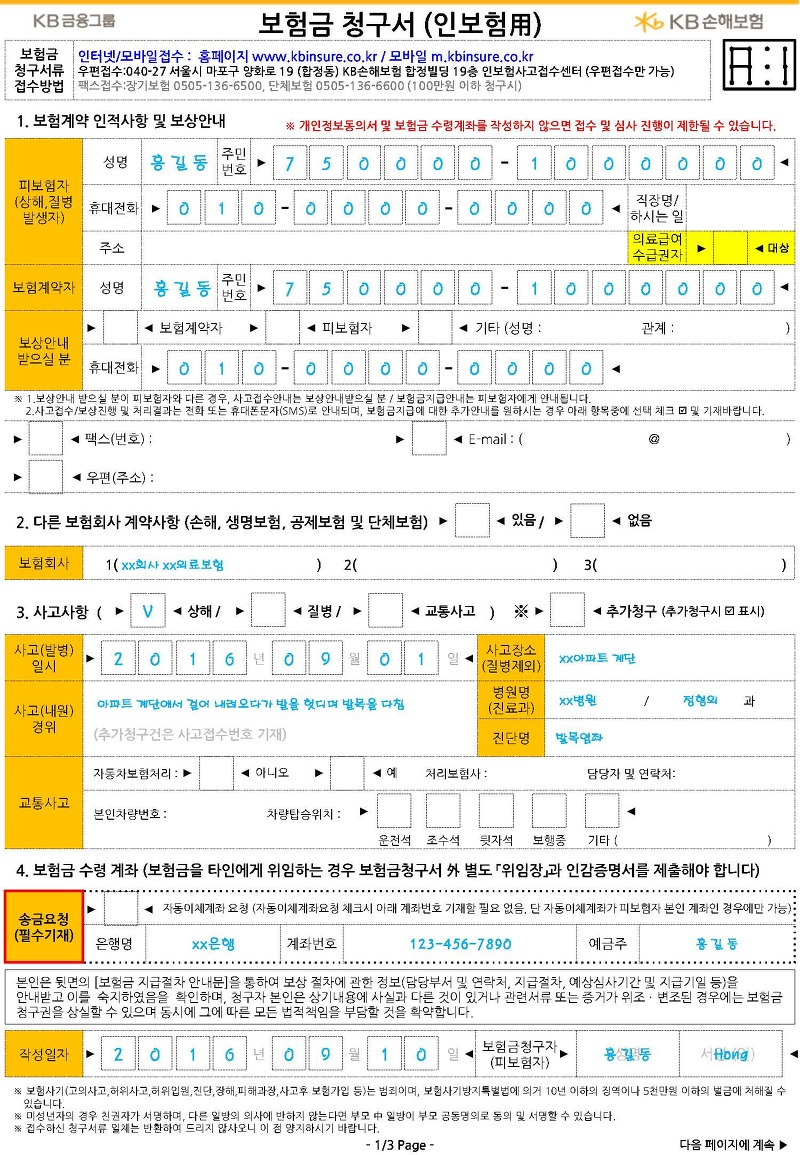 KB 금융그룹
보험금 청구서 (인보험用)
KB손해보험
보험금
청구서류
접수방법
인터넷/모바일접수 : 홈페이지 www.kbinsure.co.kr / 모바일 m.kbinsure.co.kr
우편접수:040-27 서울시 마포구 양화로 19 (합정동) KB손해보험 합정빌딩 19층 인보험사고접수센터 (우편접수만 가능)
팩스접수:장기보험 0505-136-6500, 단체보험 0505-136-6600 (100만원 이하 청구시)
1. 보험계약 인적사항 및 보상안내
※ 개인정보동의서 및 보험금 수령계좌를 작성하지 않으면 접수 및 심사 진행이 제한될 수 있습니다.
피보험자
(상해,질병
발생자)
성명 홍길동 주민번호 ▶ 7 5 0 0 0 0 - 1 0 0 0 0 0 0 ◀
휴대전화 ▶ 0 1 0 - 0 0 0 0 - 0 0 0 0 ◀ 직장명/하시는 일
주소 의료급여 수급권자 ▶ ◀ 대상
보험계약자 성명 홍길동 주민번호 ▶ 7 5 0 0 0 0 - 1 0 0 0 0 0 0 ◀
보상안내
받으실 분
▶ ◀ 보험계약자 ▶ ◀ 피보험자 ▶ ◀ 기타 (성명 : 관계 : )
휴대전화 ▶ 0 1 0 - 0 0 0 0 - 0 0 0 0 ◀
※ 1.보상안내 받으실 분이 피보험자와 다른 경우, 사고접수안내는 보상안내받으실 분 / 보험금지급안내는 피보험자에게 안내됩니다.
2.사고접수/보상진행 및 처리결과는 전화 또는 휴대폰문자(SMS)로 안내되며, 보험금지급에 대한 추가안내를 원하시는 경우 아래 항목중에 선택 체크 ☑ 및 기재바랍니다.
▶ ◀ 팩스(번호) : ▶ ◀ E-mail : ( @ )
▶ ◀ 우편(주소) :
2. 다른 보험회사 계약사항 (손해, 생명보험, 공제보험 및 단체보험) ▶ ◀ 있음 / ▶ ◀ 없음
보험회사 1( xx회사 xx의료보험 ) 2( ) 3( )
3. 사고사항 ( ▶ V ◀ 상해 / ▶ ◀ 질병 / ▶ ◀ 교통사고 ) ※ ▶ ◀ 추가청구 (추가청구시 ☑ 표시)
사고(발병)
일시
▶ 2 0 1 6 년 0 9 월 0 1 일 ◀
사고장소
(질병제외)
xx아파트 계단
사고(내원)
경위
아파트 계단에서 걸어 내려오다가 발을 헛디뎌 발목을 다침
(추가청구건은 사고접수번호 기재)
병원명
(진료과)
xx병원 / 정형외 과
진단명 발목염좌
교통사고
자동차보험처리 : ▶ ◀ 아니오 ▶ ◀ 예 처리보험사 : 담당자 및 연락처:
본인차량번호 : 차량탑승위치 : ▶ ◀
운전석 조수석 뒷자석 보행중 기타 ( )
4. 보험금 수령 계좌 (보험금을 타인에게 위임하는 경우 보험금청구서 外 별도 「위임장」과 인감증명서를 제출해야 합니다)
송금요청
(필수기재)
▶ ◀ 자동이체계좌 요청 (자동이체계좌요청 체크시 아래 계좌번호 기재할 필요 없음, 단 자동이체계좌가 피보험자 본인 계좌인 경우에만 가능)
은행명 xx은행 계좌번호 123-456-7890 예금주 홍길동
본인은 뒷면의 [보험금 지급절차 안내문]을 통하여 보상 절차에 관한 정보(담당부서 및 연락처, 지급절차, 예상심사기간 및 지급기일 등)을
안내받고 이를 숙지하였음을 확인하며, 청구자 본인은 상기내용에 사실과 다른 것이 있거나 관련서류 또는 증거가 위조 · 변조된 경우에는 보험금
청구권을 상실할 수 있으며 동시에 그에 따른 모든 법적책임을 부담할 것을 확약합니다.
작성일자 ▶ 2 0 1 6 년 0 9 월 1 0 일 ◀
보험금청구자
(피보험자)
▶ 홍길동 Hong ◀
※ 보험사기(고의사고,허위사고,허위입원,진단,장해,피해과장,사고후 보험가입 등)는 범죄이며, 보험사기방지특별법에 의거 10년 이하의 징역이나 5천만원 이하의 벌금에 처해질 수
있습니다.
※ 미성년자의 경우 친권자가 서명하며, 다른 일방의 의사에 반하지 않는다면 부모 中 일방이 부모 공동명의로 동의 및 서명할 수 있습니다.
※ 접수하신 청구서류 일체는 반환하여 드리지 않사오니 이 점 양지하시기 바랍니다.
- 1/3 Page -
다음 페이지에 계속 ▶